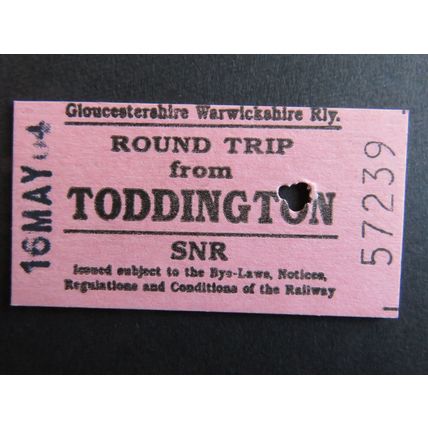 Gloucestershire Warwickshire Rly.
ROUND TRIP
from
TODDINGTON
SNR
Issued subject to the Bye-Laws, Notices,
Regulations and Conditions of the Railway
16MAY04
57239